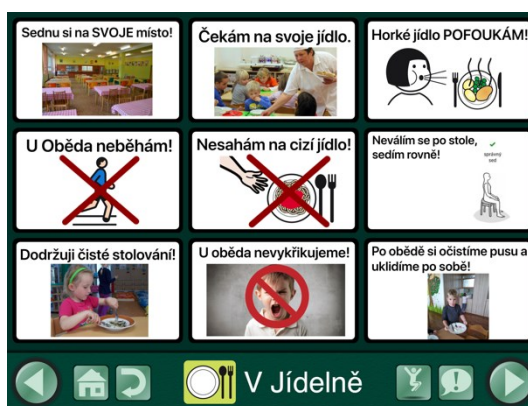 Sednu si na SVOJE místo!
Čekám na svoje jídlo.
Horké jídlo POFOUKÁM!
U Oběda neběhám!
Nesahám na cizí jídlo!
Neválím se po stole,
sedím rovně!
správný
sed
Dodržuji čisté stolování!
U oběda nevykřikujeme!
Po obědě si očistíme pusu a
uklidíme po sobě!
V Jídelně